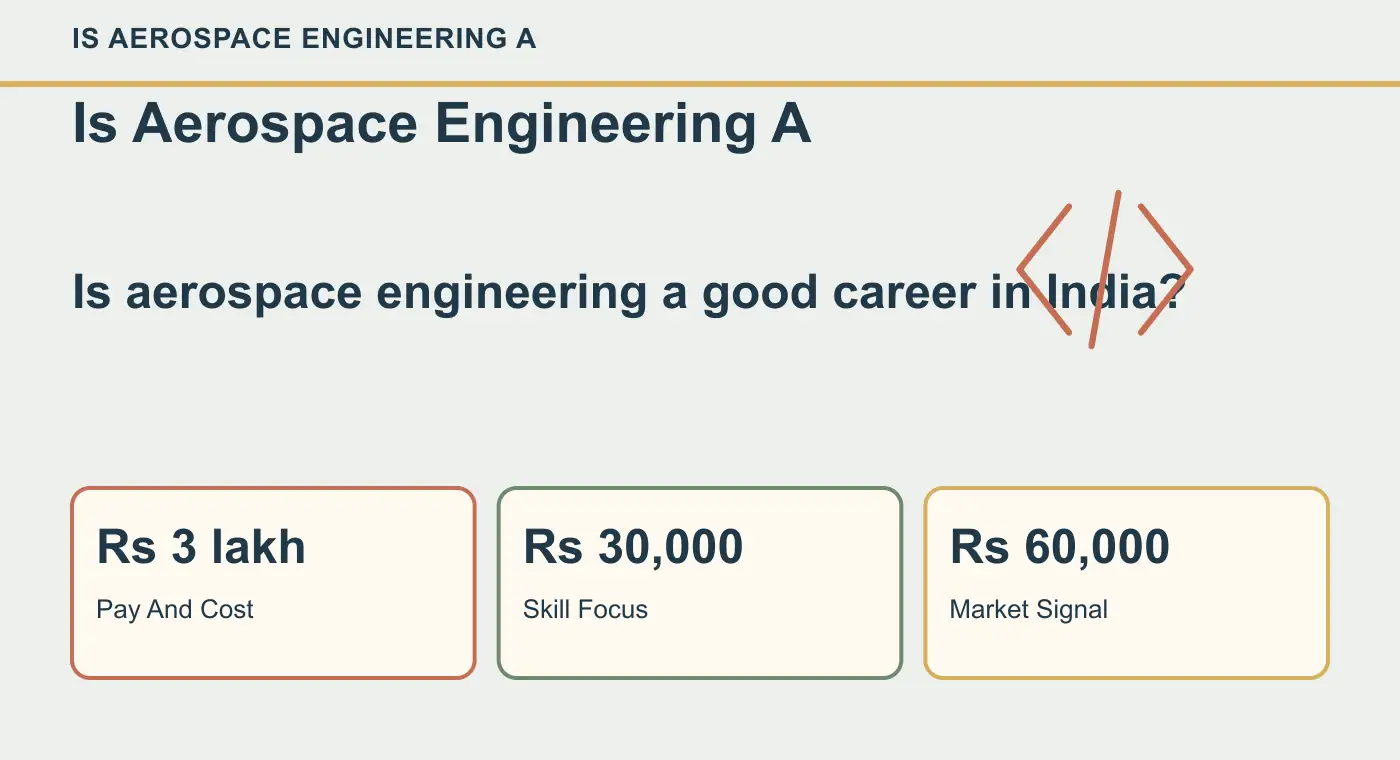 IS AEROSPACE ENGINEERING A
Is Aerospace Engineering A
Is aerospace engineering a good career in India?
Rs 3 lakh
Pay And Cost
Rs 30,000
Skill Focus
Rs 60,000
Market Signal